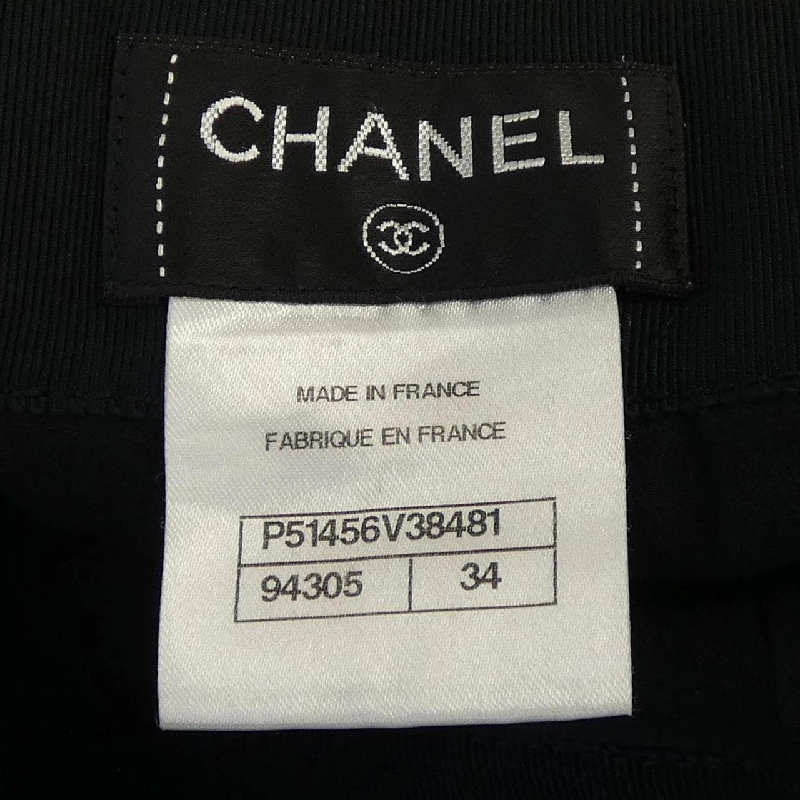 CHANEL
MADE IN FRANCE
FABRIQUE EN FRANCE
P51456V38481
94305 34